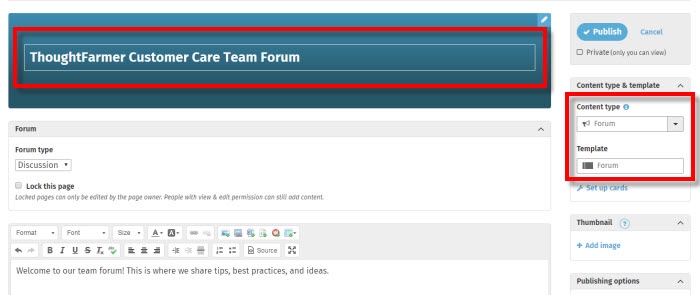 ThoughtFarmer Customer Care Team Forum
Forum
Forum type
Discussion
Lock this page
Locked pages can only be edited by the page owner. People with view & edit permission can still add content.
Format Font Size A A
B I U S Tx Source
Welcome to our team forum! This is where we share tips, best practices, and ideas.
Publish Cancel
Private (only you can view)
Content type & template
Content type
Forum
Template
Forum
Set up cards
Thumbnail ?
+ Add image
Publishing options